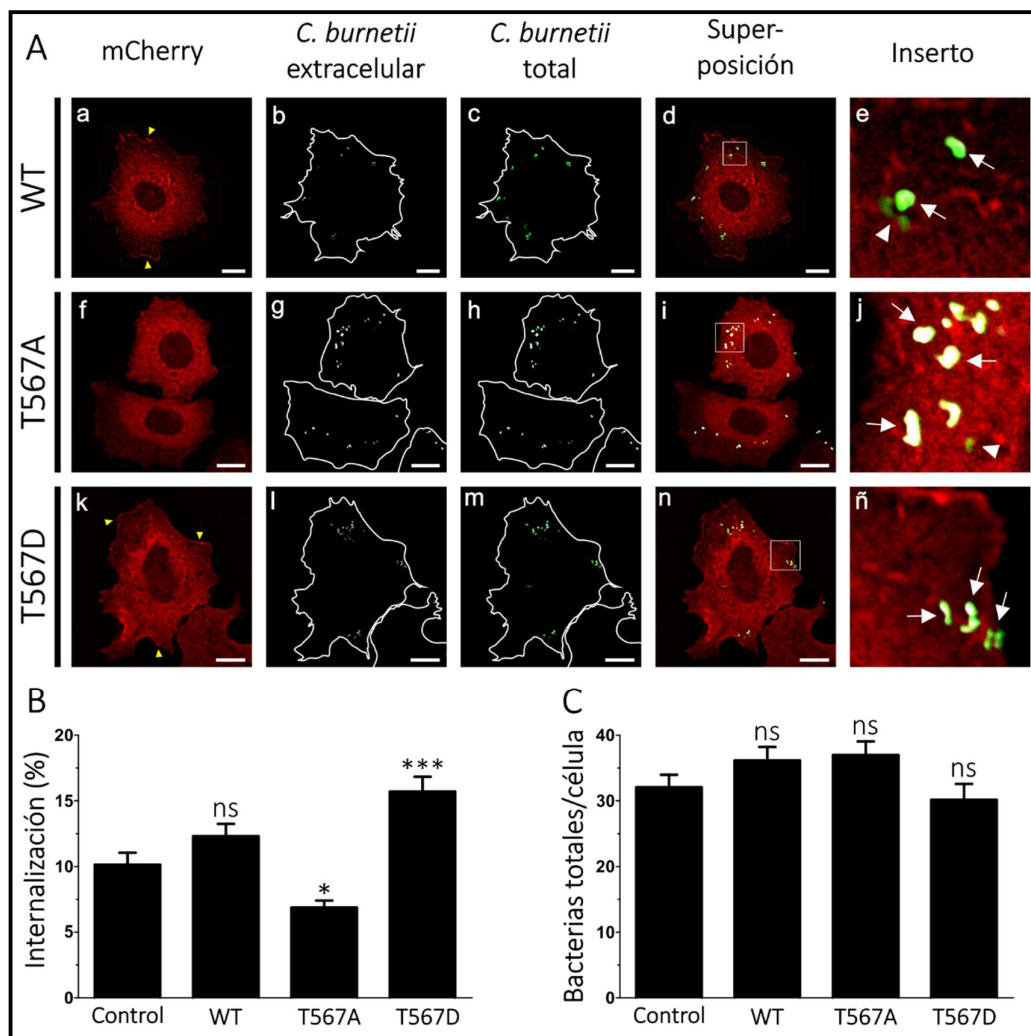 A
mCherry
C. burnetii
extracelular
C. burnetii
total
Super-
posición
Inserto
WT
a
b
c
d
e
T567A
f
g
h
i
j
T567D
k
l
m
n
ñ
B
Internalización (%)
20
15
10
5
0
ns
*
***
Control
WT
T567A
T567D
C
Bacterias totales/célula
40
30
20
10
0
ns
ns
ns
Control
WT
T567A
T567D